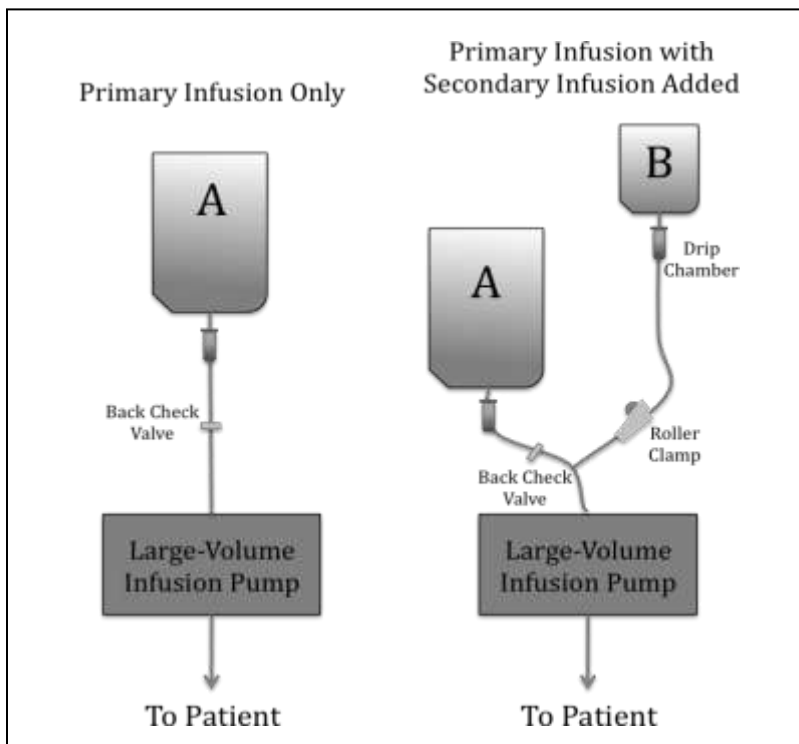 Primary Infusion Only
A
Back Check
Valve
Large-Volume
Infusion Pump
To Patient
Primary Infusion with
Secondary Infusion Added
B
A
Drip
Chamber
Roller
Clamp
Back Check
Valve
Large-Volume
Infusion Pump
To Patient